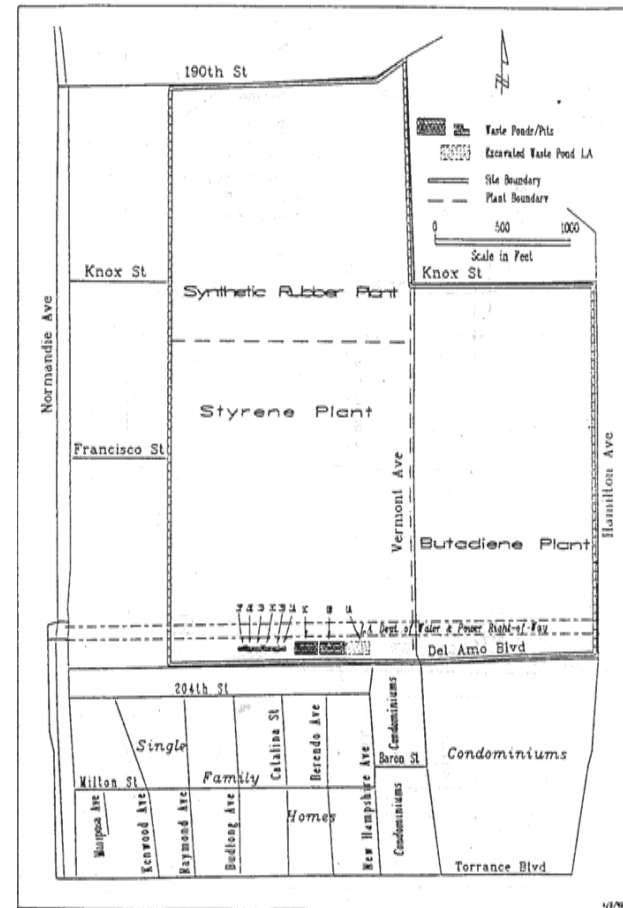 190th St
Waste Ponds/Pits
Excavated Waste Pond 1A
Site Boundary
Plant Boundary
0 500 1000
Scale in Feet
Knox St
Knox St
Synthetic Rubber Plant
Normandie Ave
Styrene Plant
Francisco St
Vermont Ave
Hamilton Ave
Butadiene Plant
LA Dept of Water & Power Right-of-Way
Del Amo Blvd
204th St
Single
Family
Homes
Catalina St
Berendo Ave
Condominiums
Baron St
Condominiums
Milton St
Mariposa Ave
Kenwood Ave
Raymond Ave
Budlong Ave
New Hampshire Ave
Condominiums
Torrance Blvd